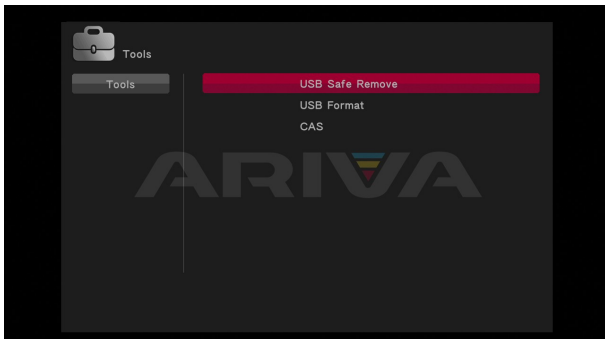 Tools
Tools
USB Safe Remove
USB Format
CAS
ARIVA